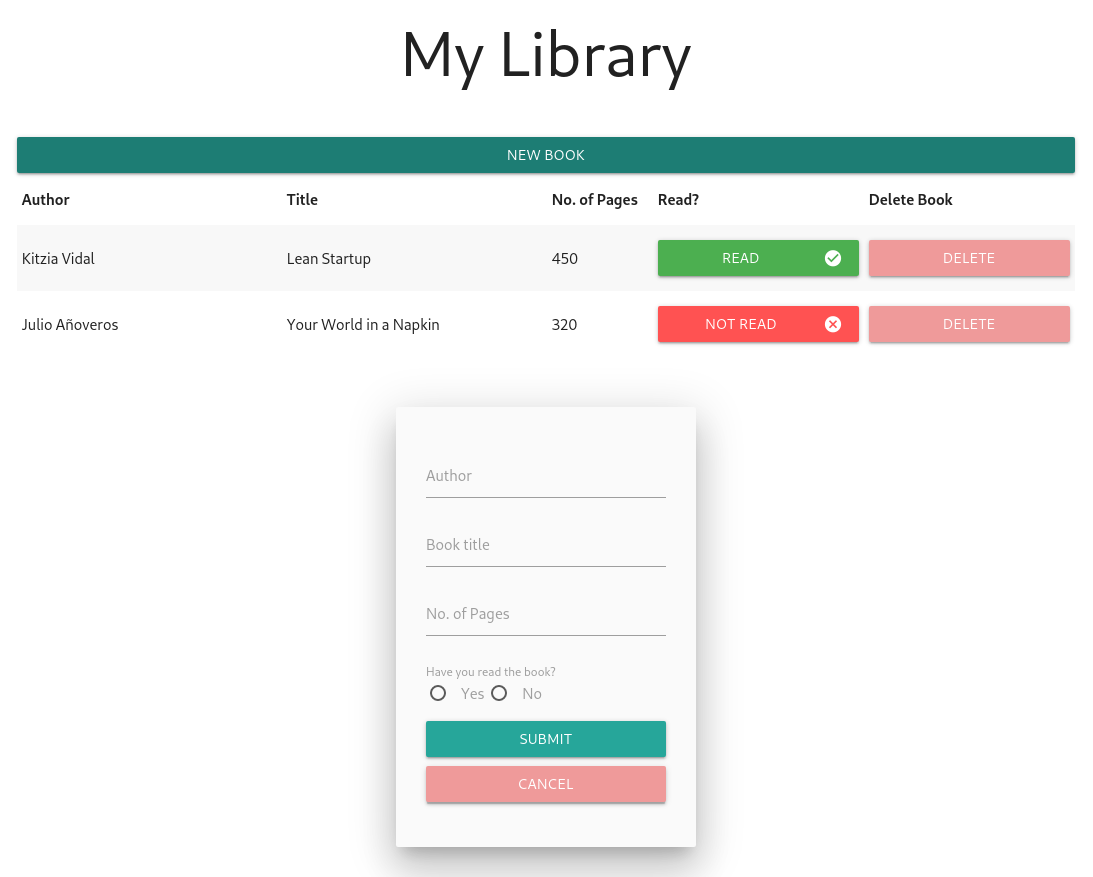 My Library
NEW BOOK
Author Title No. of Pages Read? Delete Book
Kitzia Vidal Lean Startup 450 READ DELETE
Julio Añoveros Your World in a Napkin 320 NOT READ DELETE
Author
Book title
No. of Pages
Have you read the book?
Yes No
SUBMIT
CANCEL